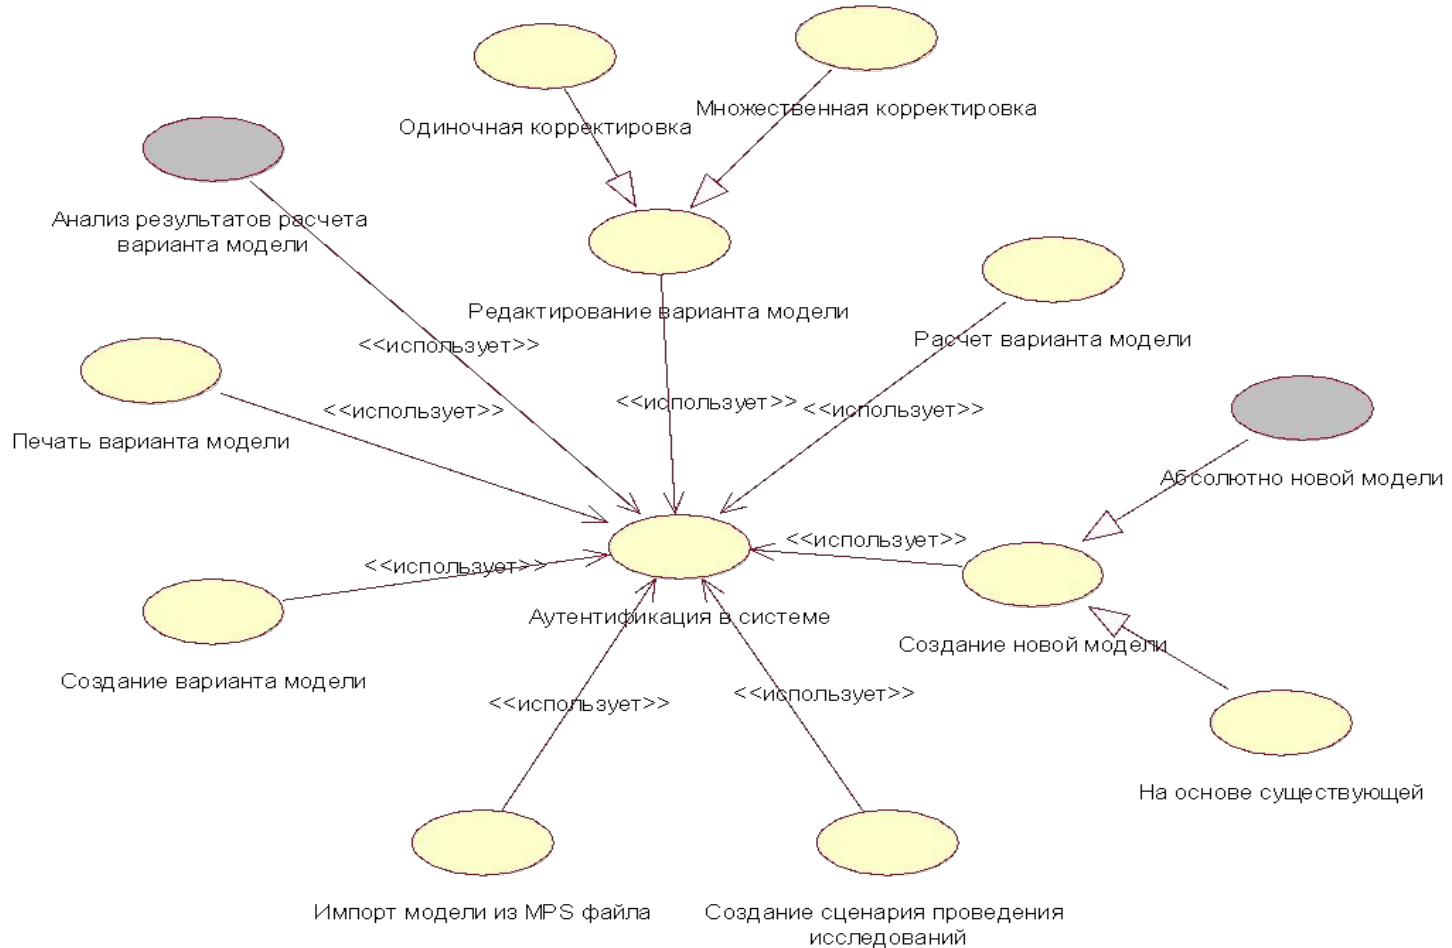 Множественная корректировка
Одиночная корректировка
Анализ результатов расчета
варианта модели
Редактирование варианта модели
Расчет варианта модели
<<использует>>
<<использует>>
<<использует>>
<<использует>>
Печать варианта модели
Абсолютно новой модели
<<использует>>
<<использует>>
Аутентификация в системе
Создание новой модели
Создание варианта модели
<<использует>>
<<использует>>
На основе существующей
Импорт модели из MPS файла
Создание сценария проведения
исследований